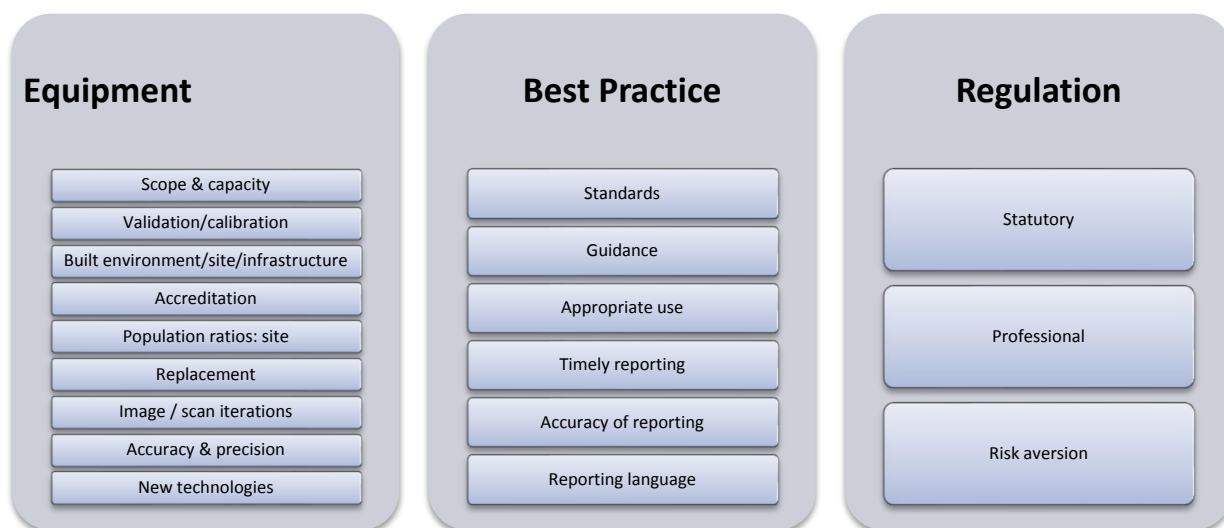 Equipment
Scope & capacity
Validation/calibration
Built environment/site/infrastructure
Accreditation
Population ratios: site
Replacement
Image / scan iterations
Accuracy & precision
New technologies
Best Practice
Standards
Guidance
Appropriate use
Timely reporting
Accuracy of reporting
Reporting language
Regulation
Statutory
Professional
Risk aversion